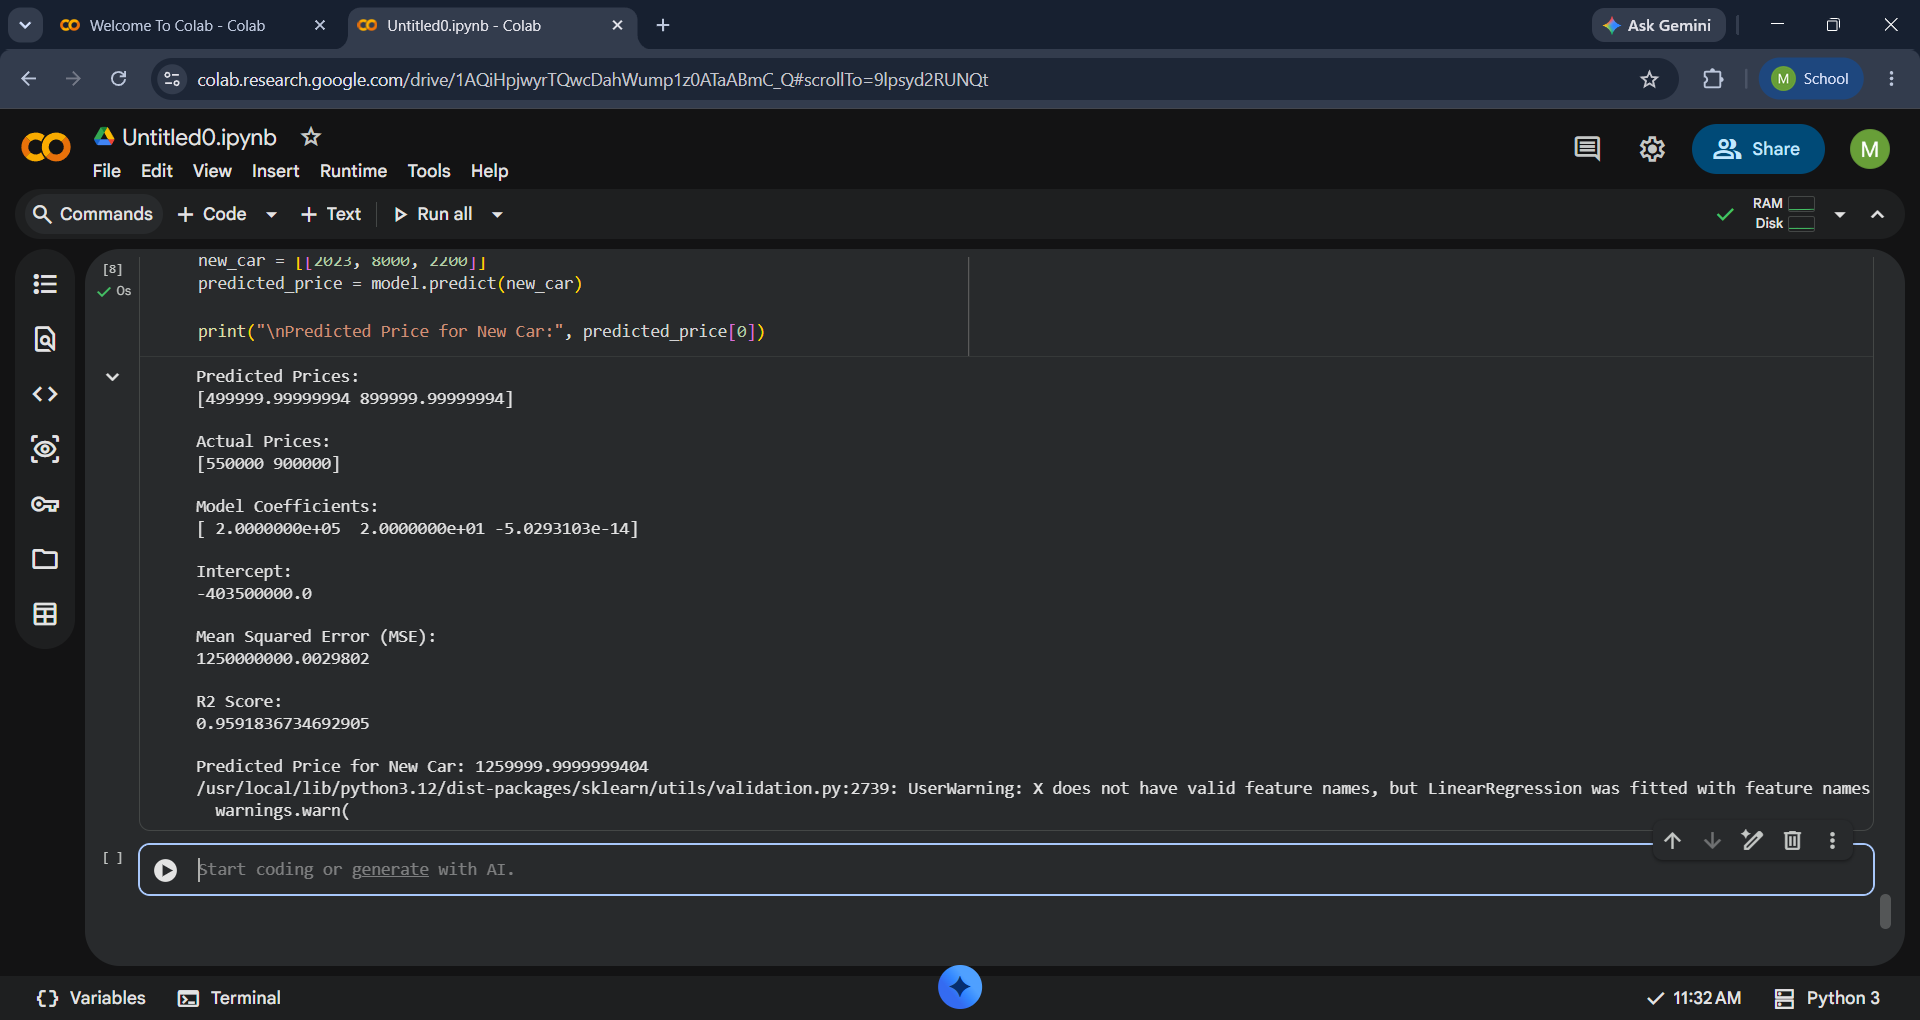 Welcome To Colab - Colab
Untitled0.ipynb - Colab
Ask Gemini
colab.research.google.com/drive/1AQiHpjwyrTQwcDahWump1z0ATaABmC_Q#scrollTo=9Ipsyd2RUNQt
M School
Untitled0.ipynb
File Edit View Insert Runtime Tools Help
Share
M
Commands + Code + Text Run all
RAM
Disk
[8]
0s
new_car = [[2023, 8000, 2200]]
predicted_price = model.predict(new_car)
print("\nPredicted Price for New Car:", predicted_price[0])
Predicted Prices:
[499999.99999994 899999.99999994]
Actual Prices:
[550000 900000]
Model Coefficients:
[ 2.0000000e+05  2.0000000e+01 -5.0293103e-14]
Intercept:
-403500000.0
Mean Squared Error (MSE):
1250000000.0029802
R2 Score:
0.9591836734692905
Predicted Price for New Car: 1259999.9999999404
/usr/local/lib/python3.12/dist-packages/sklearn/utils/validation.py:2739: UserWarning: X does not have valid feature names, but LinearRegression was fitted with feature names
warnings.warn(
[ ]
Start coding or generate with AI.
{} Variables
Terminal
11:32 AM
Python 3